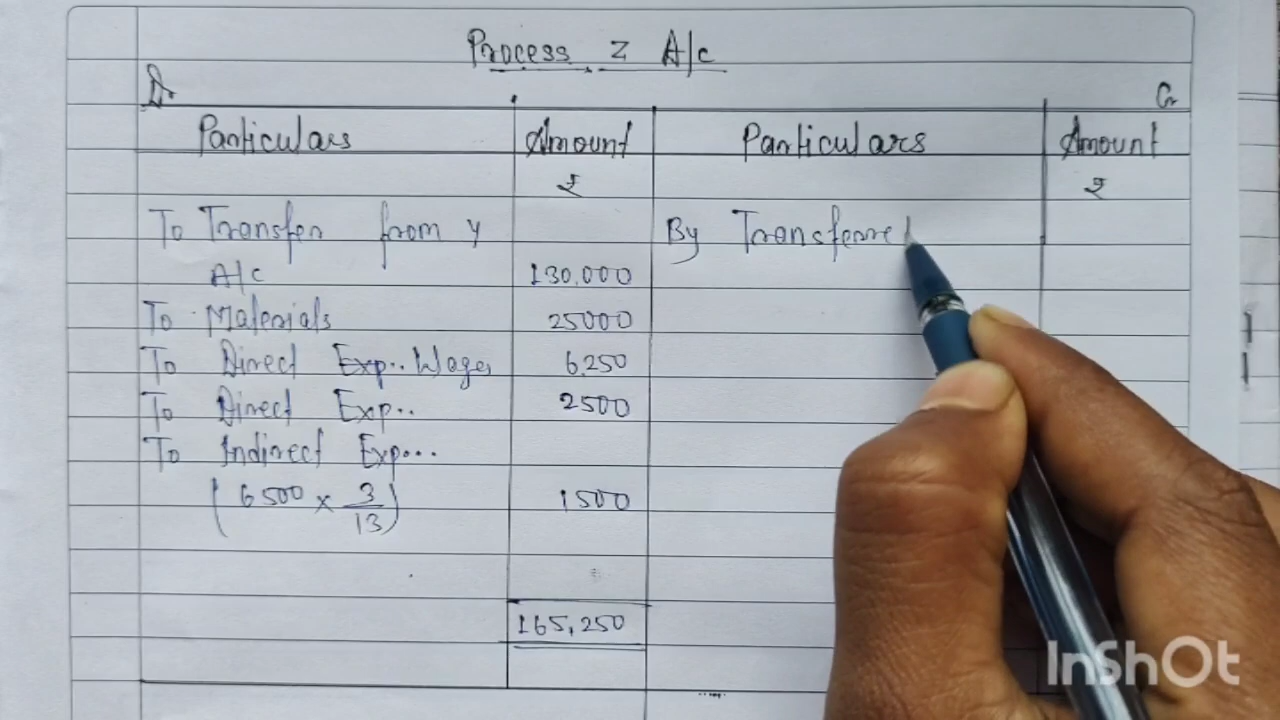 Process Z A/c
Dr Cr
Particulars Amount Particulars Amount
₹ ₹
To Transfer from Y By Transferre
A/c 130,000
To Materials 25000
To Direct Exp.. Wages 6,250
To Direct Exp.. 2500
To Indirect Exp...
(6500 × 3/13) 1500
165,250
InShOt